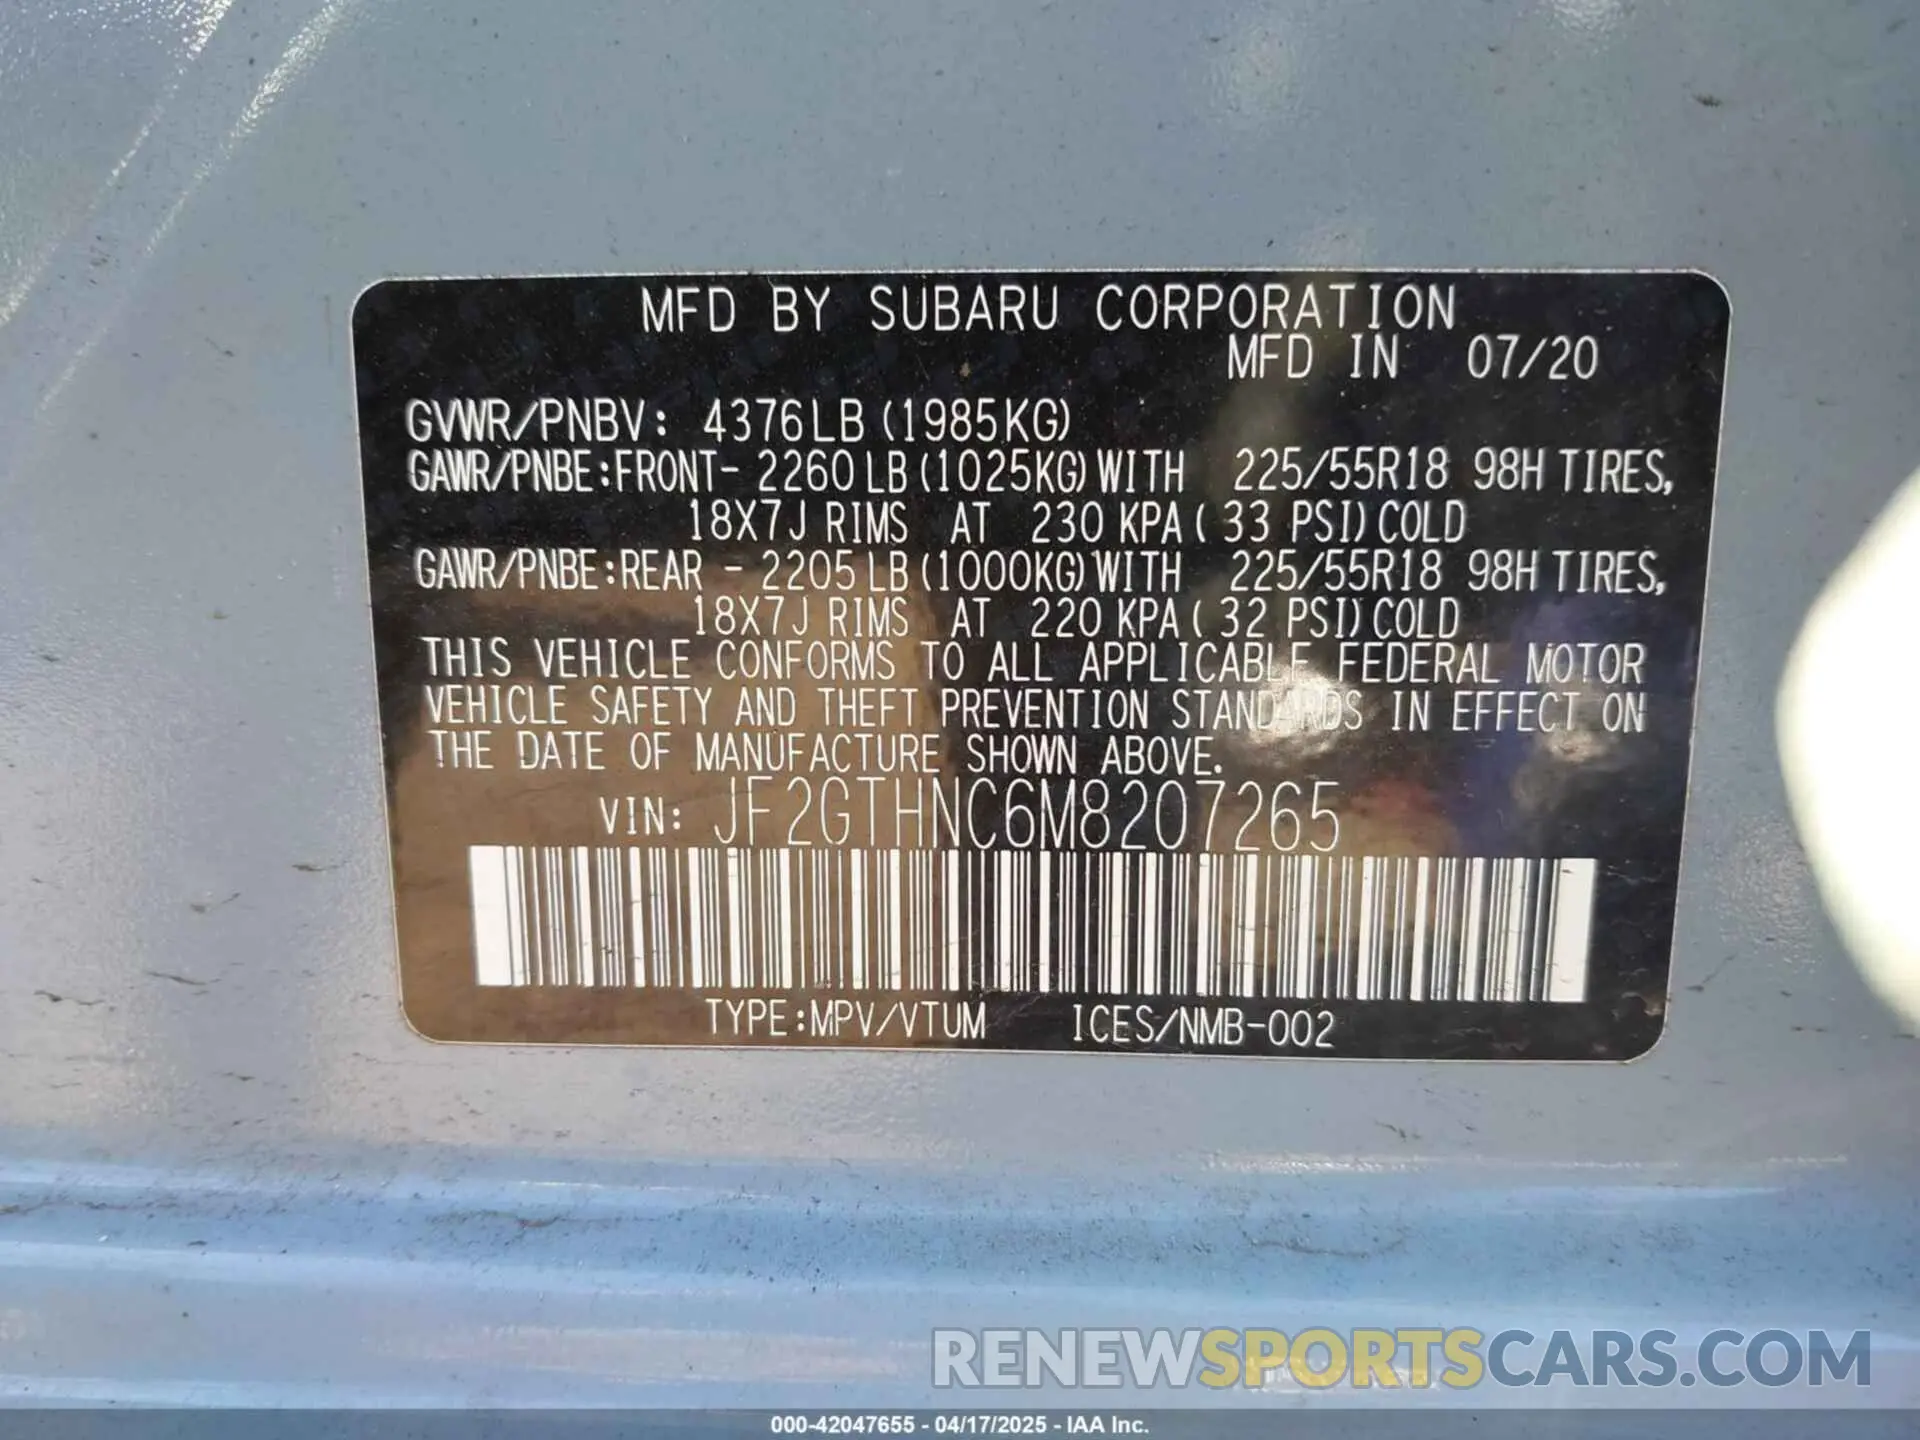 MFD BY SUBARU CORPORATION
MFD IN 07/20
GVWR/PNBV: 4376LB (1985KG)
GAWR/PNBE:FRONT- 2260 LB (1025KG) WITH 225/55R18 98H TIRES,
18X7J RIMS AT 230 KPA ( 33 PSI) COLD
GAWR/PNBE:REAR - 2205 LB (1000KG) WITH 225/55R18 98H TIRES,
18X7J RIMS AT 220 KPA ( 32 PSI) COLD
THIS VEHICLE CONFORMS TO ALL APPLICABLE FEDERAL MOTOR
VEHICLE SAFETY AND THEFT PREVENTION STANDARDS IN EFFECT ON
THE DATE OF MANUFACTURE SHOWN ABOVE.
VIN: JF2GTHNC6M8207265
TYPE:MPV/VTUM ICES/NMB-002
RENEWSPORTSCARS.COM
000-42047655 - 04/17/2025 - IAA Inc.